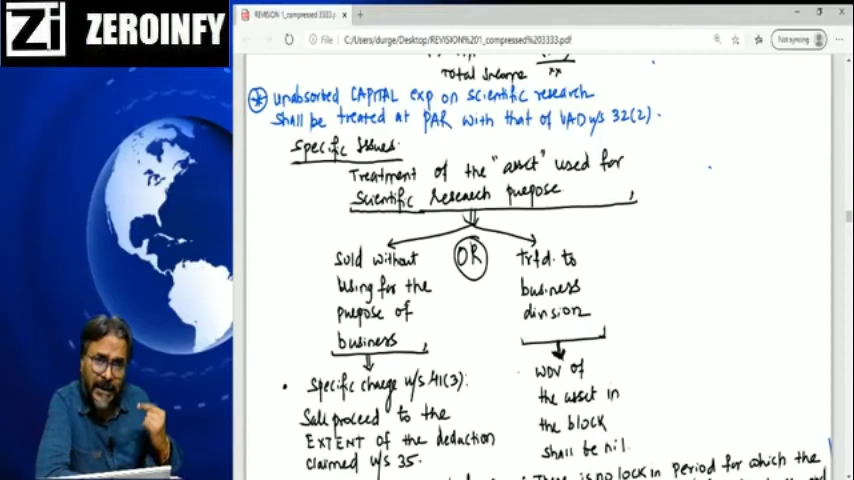 Zi ZEROINFY
REVISION 1_compressed 3333.p
File C:/Users/durge/Desktop/REVISION%201_compressed%203333.pdf
Not syncing
Total Income xx
unabsorbed CAPITAL exp on scientific research
shall be treated at PAR with that of UAD u/s 32(2).
Specific Issues:
Treatment of the "asset" used for
scientific research purpose
OR
Sold without
using for the
purpose of
business
trfd. to
business
division
Specific charge u/s 41(3):
Sale proceed to the
EXTENT of the deduction
claimed u/s 35.
WDV of
the asset in
the block
shall be nil.
There is no lock in period for which the